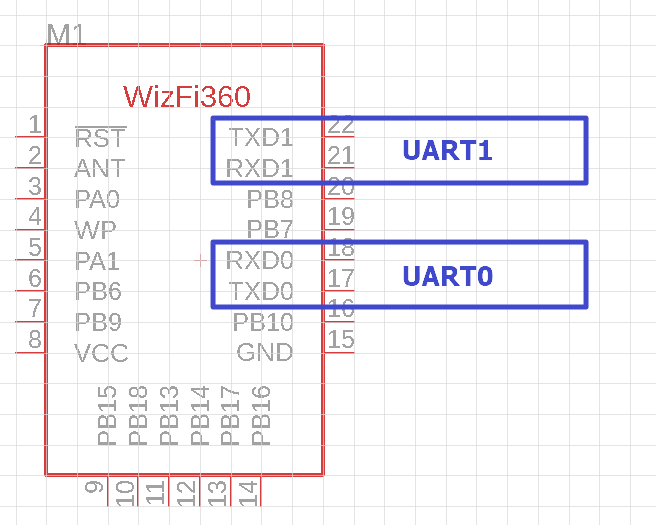 M1
WizFi360
1 RST TXD1 22
UART1
2 ANT RXD1 21
3 PA0 PB8 20
4 WP PB7 19
5 PA1 RXD0 18
UART0
6 PB6 TXD0 17
7 PB9 PB10 16
8 VCC GND 15
PB15 PB18 PB13 PB14 PB17 PB16
9 10 11 12 13 14